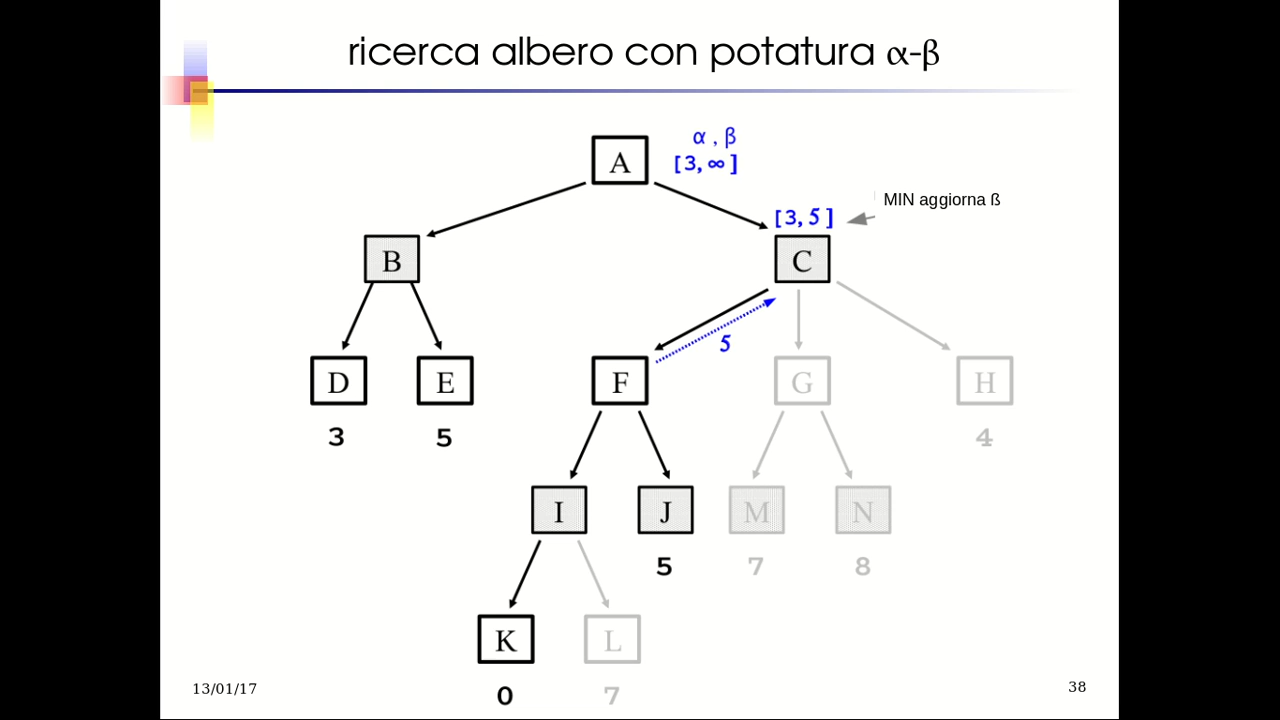 ricerca albero con potatura α-β
α , β
A
[3, ∞ ]
MIN aggiorna ß
[3, 5 ]
B
C
5
D
E
F
G
H
3
5
4
I
J
M
N
5
7
8
K
L
13/01/17
0
7
38